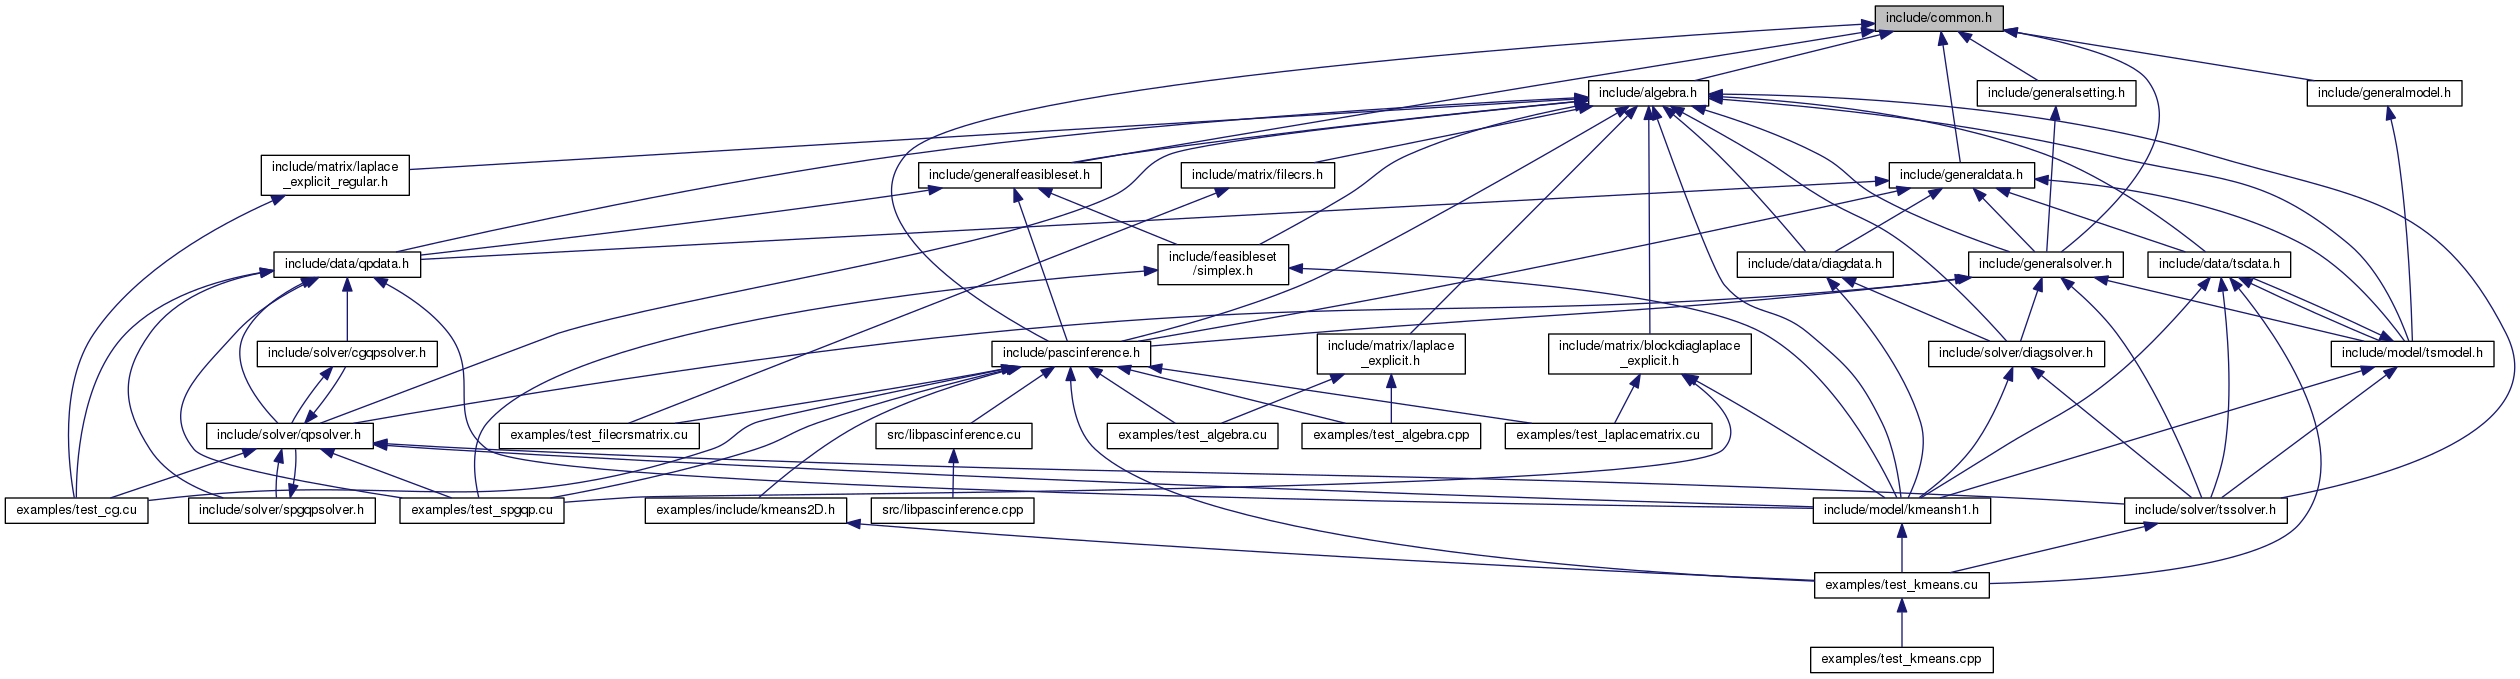 include/common.h
include/algebra.h
include/generalsetting.h
include/generalmodel.h
include/matrix/laplace
_explicit_regular.h
include/generalfeasibleset.h
include/matrix/filecrs.h
include/generaldata.h
include/data/qpdata.h
include/feasibleset
/simplex.h
include/data/diagdata.h
include/generalsolver.h
include/data/tsdata.h
include/solver/cgqpsolver.h
include/pascinference.h
include/matrix/laplace
_explicit.h
include/matrix/blockdiaglaplace
_explicit.h
include/solver/diagsolver.h
include/model/tsmodel.h
include/solver/qpsolver.h
examples/test_filecrsmatrix.cu
src/libpascinference.cu
examples/test_algebra.cu
examples/test_algebra.cpp
examples/test_laplacematrix.cu
examples/test_cg.cu
include/solver/spgqpsolver.h
examples/test_spgqp.cu
examples/include/kmeans2D.h
src/libpascinference.cpp
include/model/kmeansh1.h
include/solver/tssolver.h
examples/test_kmeans.cu
examples/test_kmeans.cpp